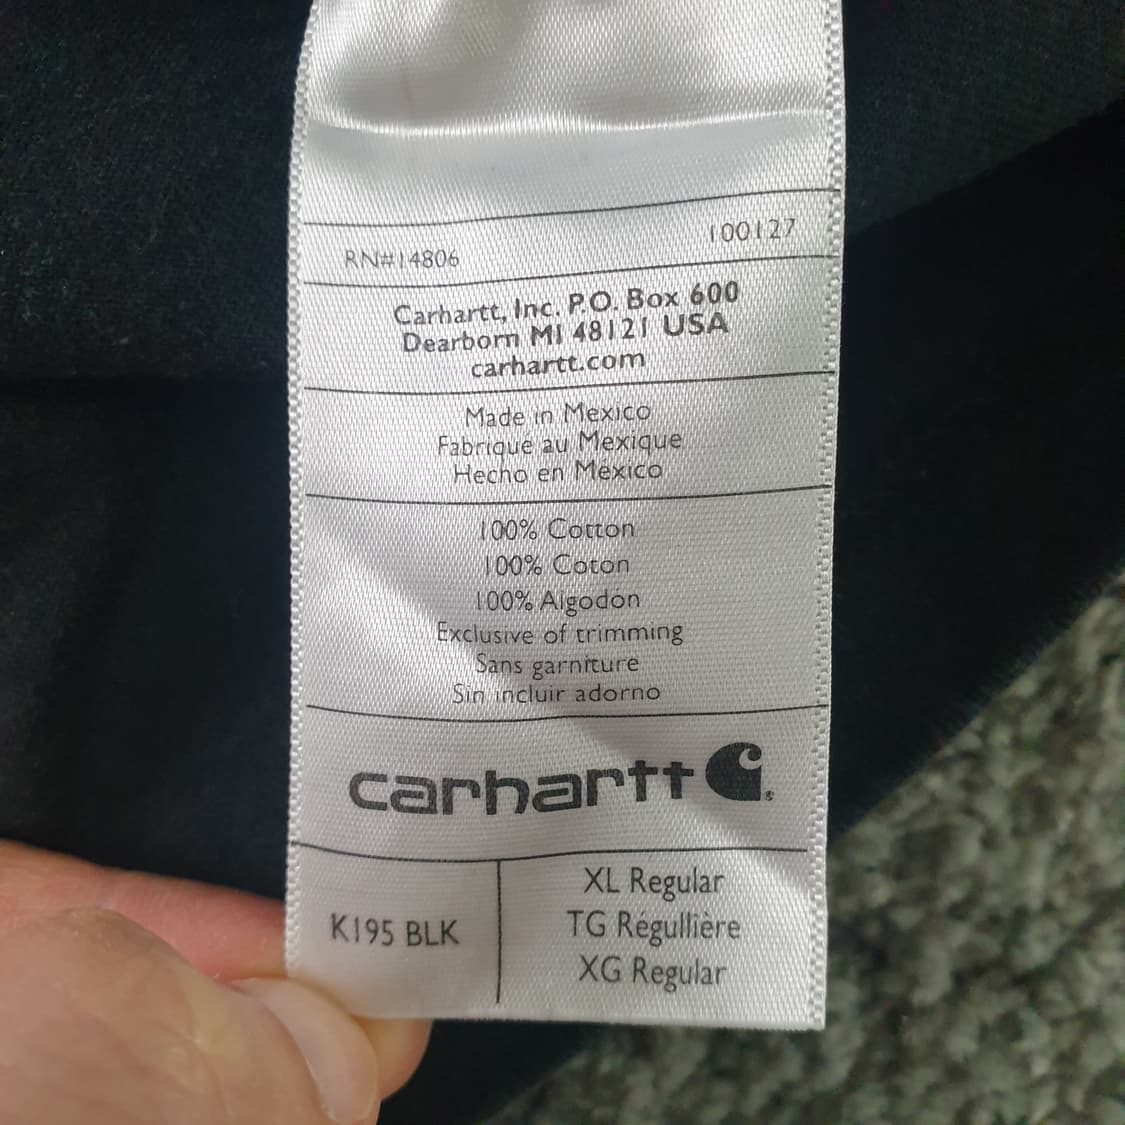 RN#14806 100127
Carhartt, Inc. P.O. Box 600
Dearborn MI 48121 USA
carhartt.com
Made in Mexico
Fabrique au Mexique
Hecho en Mexico
100% Cotton
100% Coton
100% Algodon
Exclusive of trimming
Sans garniture
Sin incluir adorno
carhartt
K195 BLK
XL Regular
TG Régullière
XG Regular